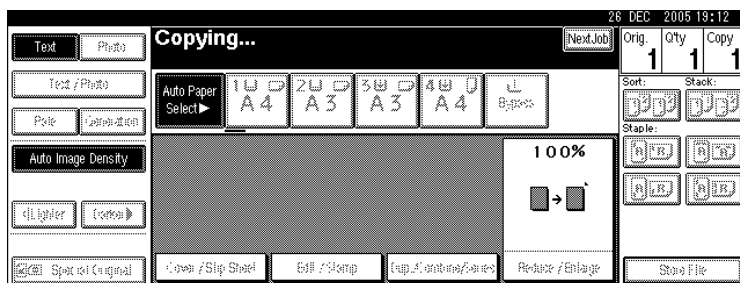 26 DEC 2005 19:12
Text Photo
Copying...
NextJob
Orig. Q'ty Copy
1 1 1
Text / Photo
Auto Paper Select▶
1 A4
2 A3
3 A3
4 A4
Bypass
Sort: Stack:
Pale Generation
Staple:
Auto Image Density
100%
Lighter Darker
Special Original
Cover / Slip Sheet
Edit / Stamp
Dup./Combine/Series
Reduce / Enlarge
Store File